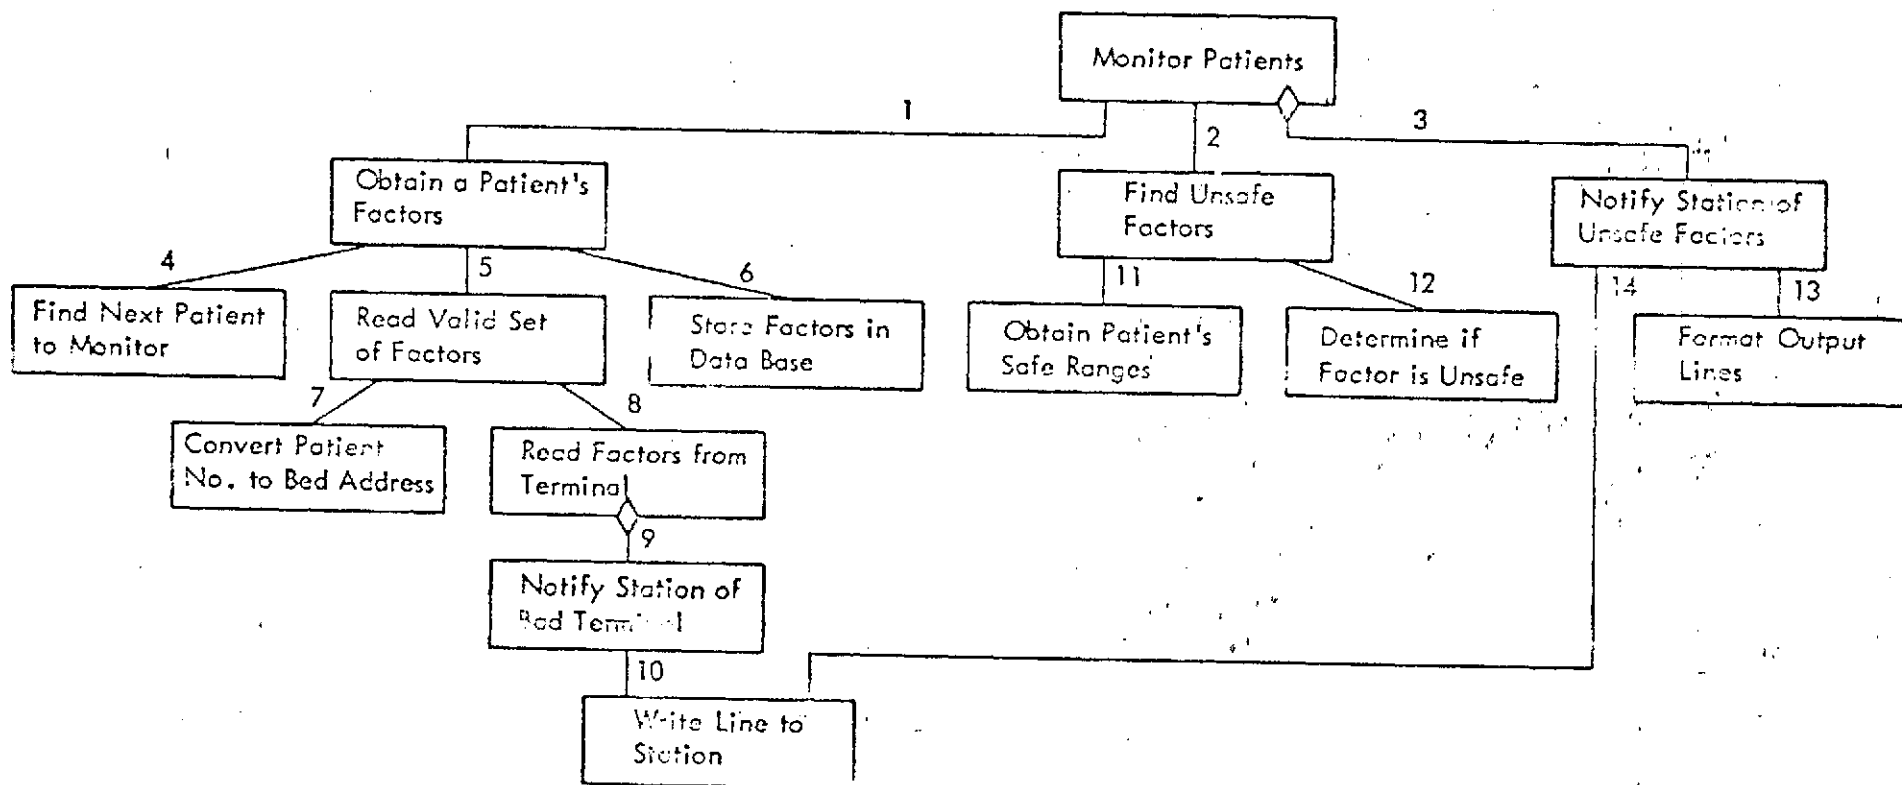 Monitor Patients
1
2
3
Obtain a Patient's
Factors
Find Unsafe
Factors
Notify Station of
Unsafe Factors
4
5
6
11
12
14
13
Find Next Patient
to Monitor
Read Valid Set
of Factors
Store Factors in
Data Base
Obtain Patient's
Safe Ranges
Determine if
Factor is Unsafe
Format Output
Lines
7
8
Convert Patient
No. to Bed Address
Read Factors from
Terminal
9
Notify Station of
Bad Terminal
10
Write Line to
Station